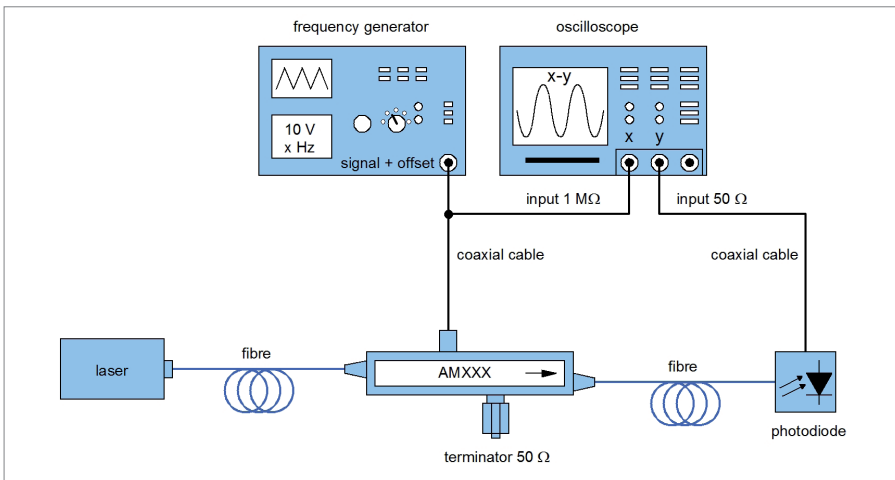 frequency generator
oscilloscope
x-y
10 V
x Hz
x y
signal + offset
input 1 MΩ
input 50 Ω
coaxial cable
coaxial cable
fibre
laser
AMXXX
fibre
photodiode
terminator 50 Ω